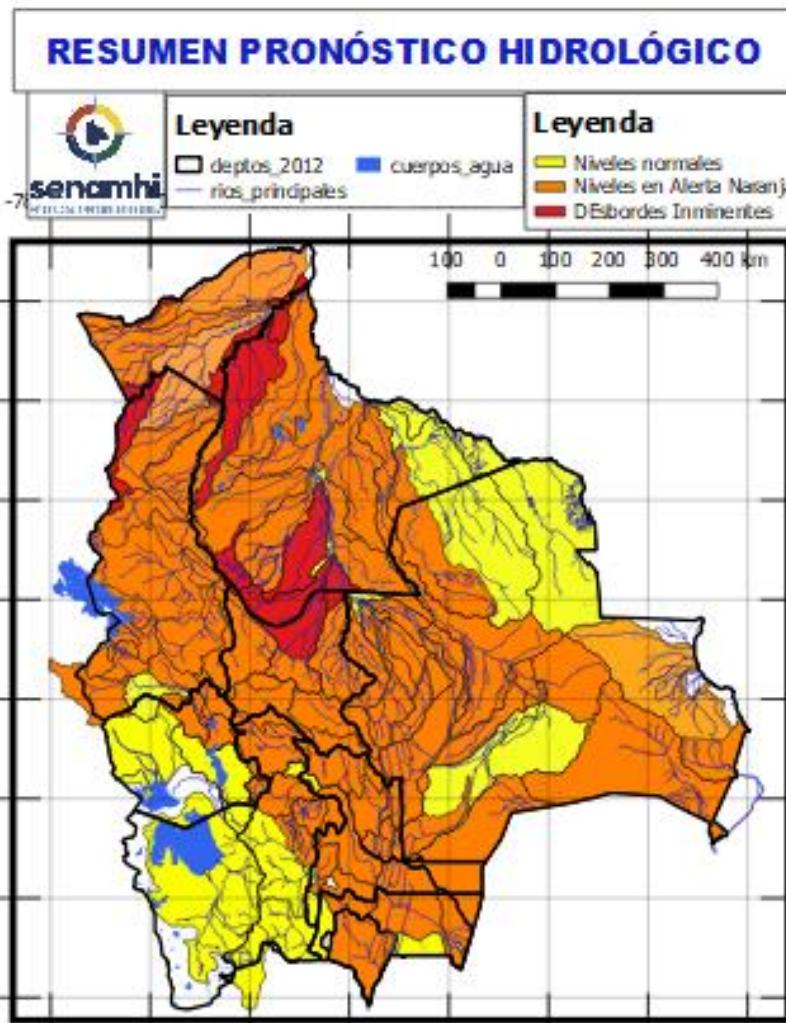 RESUMEN PRONÓSTICO HIDROLÓGICO
senamhi
Leyenda
deptos_2012 cuerpos_agua
rios_principales
Leyenda
Niveles normales
Niveles en Alerta Naranj
DEsbordes Inminentes
100 0 100 200 300 400 km